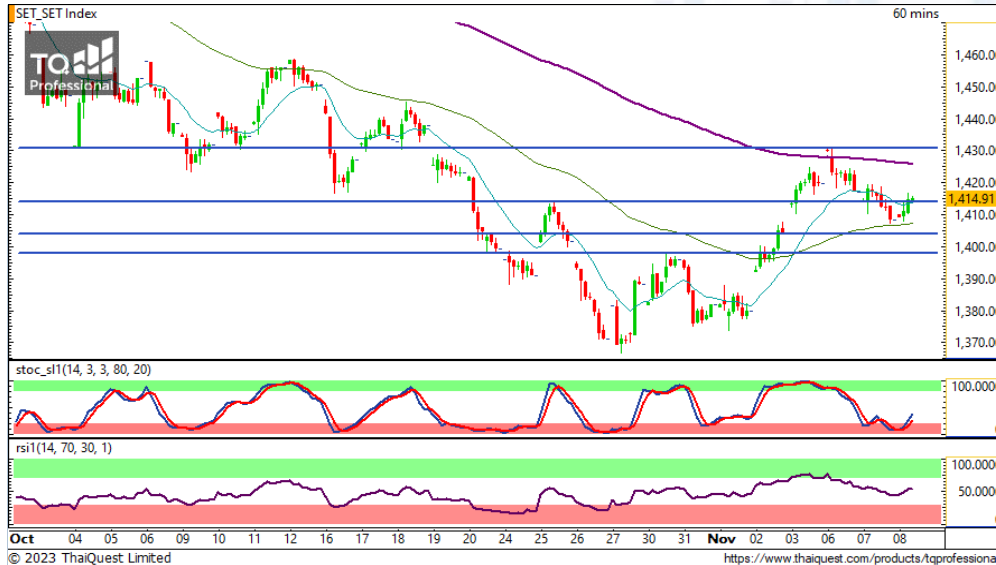 SET_SET Index 60 mins
TQ
Professional
1,460.0
1,450.00
1,440.00
1,430.00
1,420.00
1,414.91
1,410.00
1,400.00
1,390.00
1,380.00
1,370.00
stoc_sl1(14, 3, 3, 80, 20)
100.0000
rsi1(14, 70, 30, 1)
100.0000
50.0000
Oct 04 05 06 09 10 11 12 16 17 18 19 20 24 25 26 27 30 31 Nov 02 03 06 07 08
© 2023 ThaiQuest Limited https://www.thaiquest.com/products/tqprofessiona